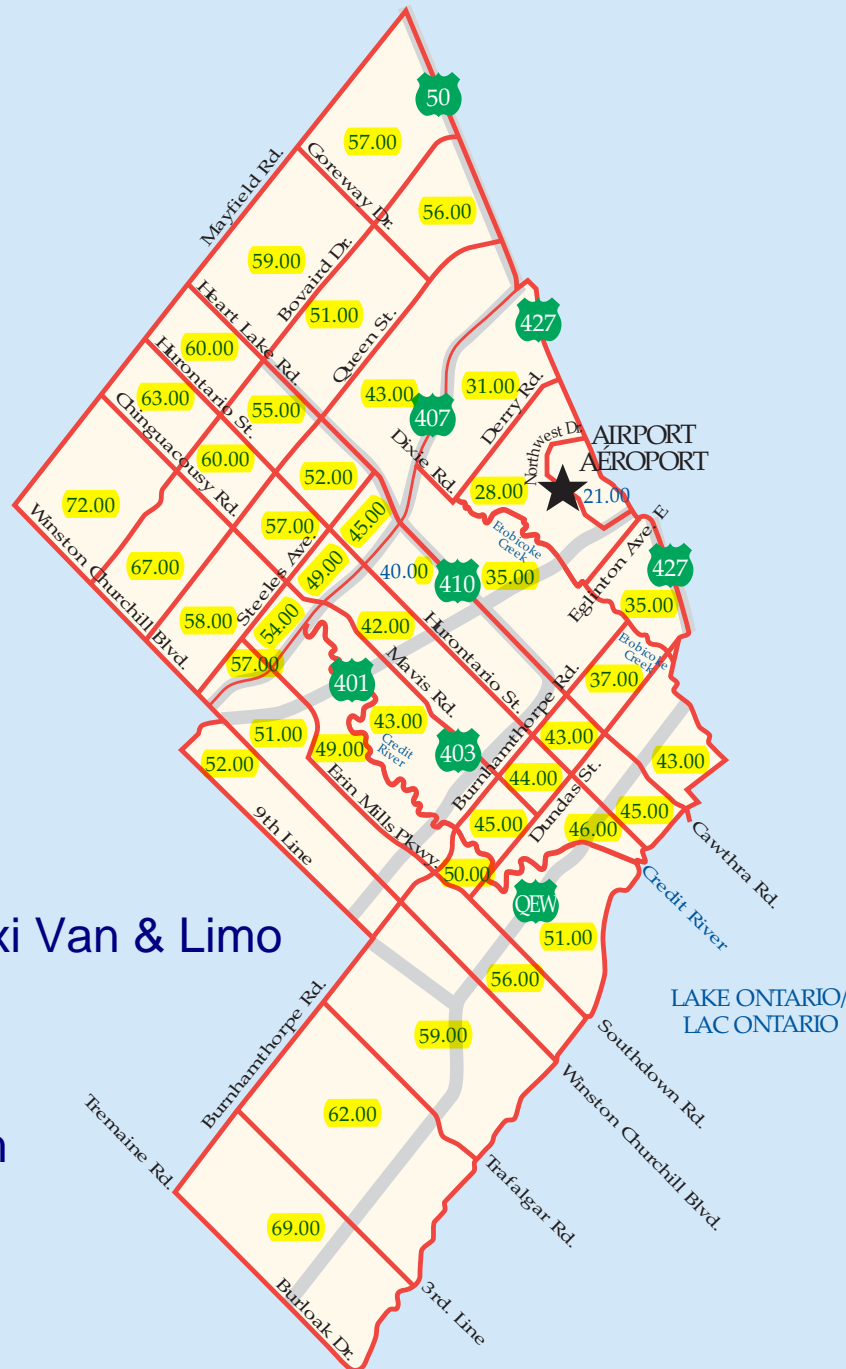 50
57.00
Goreway Dr.
Mayfield Rd.
56.00
59.00
Bovaird Dr.
51.00
Heart Lake Rd.
Queen St.
427
60.00
Hurontario St.
63.00
Chinguacousy Rd.
55.00
43.00
407
31.00
Derry Rd.
Dixie Rd.
Northwest Dr.
AIRPORT
AÉROPORT
60.00
52.00
28.00
21.00
72.00
Winston Churchill Blvd.
57.00
45.00
Etobicoke
Creek
Eglinton Ave. E
67.00
Steeles Ave.
49.00
40.00
410
35.00
427
58.00
54.00
42.00
Hurontario St.
35.00
57.00
Mavis Rd.
Etobicoke
Creek
401
Burnhamthorpe Rd.
37.00
51.00
43.00
Credit
River
49.00
403
43.00
43.00
52.00
Erin Mills Pkwy.
44.00
Dundas St.
45.00
9th Line
45.00
46.00
50.00
Cawthra Rd.
QEW
Credit River
xi Van & Limo
51.00
56.00
LAKE ONTARIO/
LAC ONTARIO
Burnhamthorpe Rd.
59.00
Southdown Rd.
Winston Churchill Blvd.
62.00
Tremaine Rd.
Trafalgar Rd.
69.00
3rd. Line
Burloak Dr.